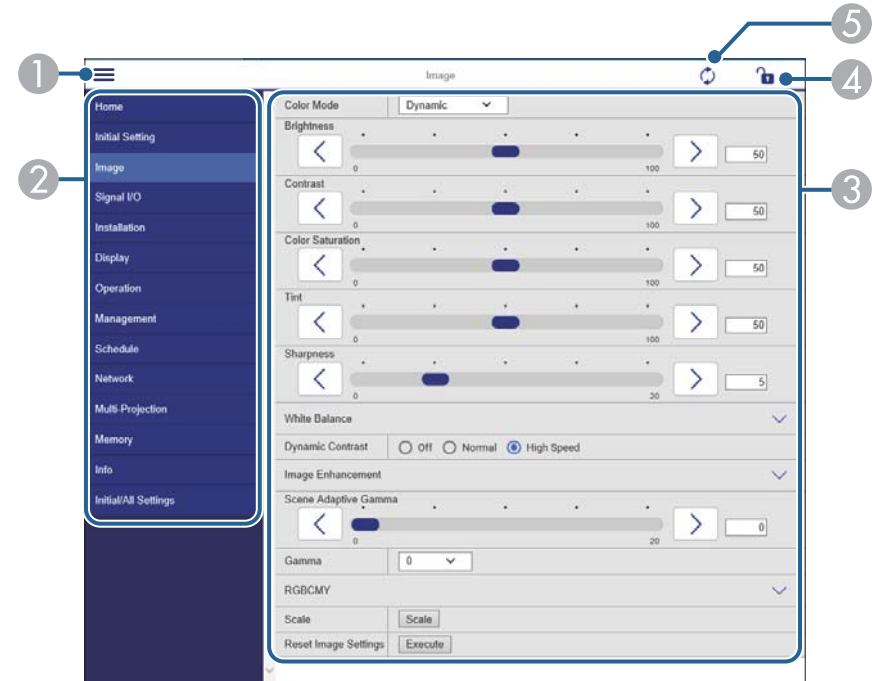 5
1
Image
4
Home
Initial Setting
Image
Signal I/O
Installation
Display
Operation
Management
Schedule
Network
Multi-Projection
Memory
Info
Initial/All Settings
2
Color Mode Dynamic
Brightness
50
0 100
Contrast
50
0 100
Color Saturation
50
0 100
Tint
50
0 100
Sharpness
5
0 20
White Balance
Dynamic Contrast Off Normal High Speed
Image Enhancement
Scene Adaptive Gamma
0
0 20
Gamma 0
RGBCMY
Scale Scale
Reset Image Settings Execute
3